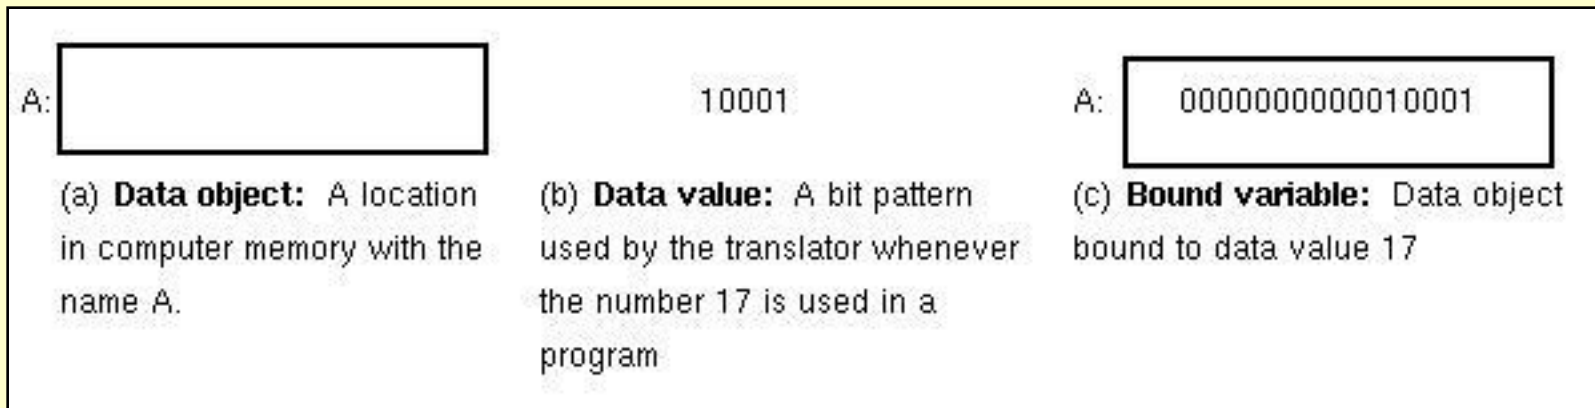 A:
10001
A: 0000000000010001
(a) Data object: A location
in computer memory with the
name A.
(b) Data value: A bit pattern
used by the translator whenever
the number 17 is used in a
program
(c) Bound variable: Data object
bound to data value 17